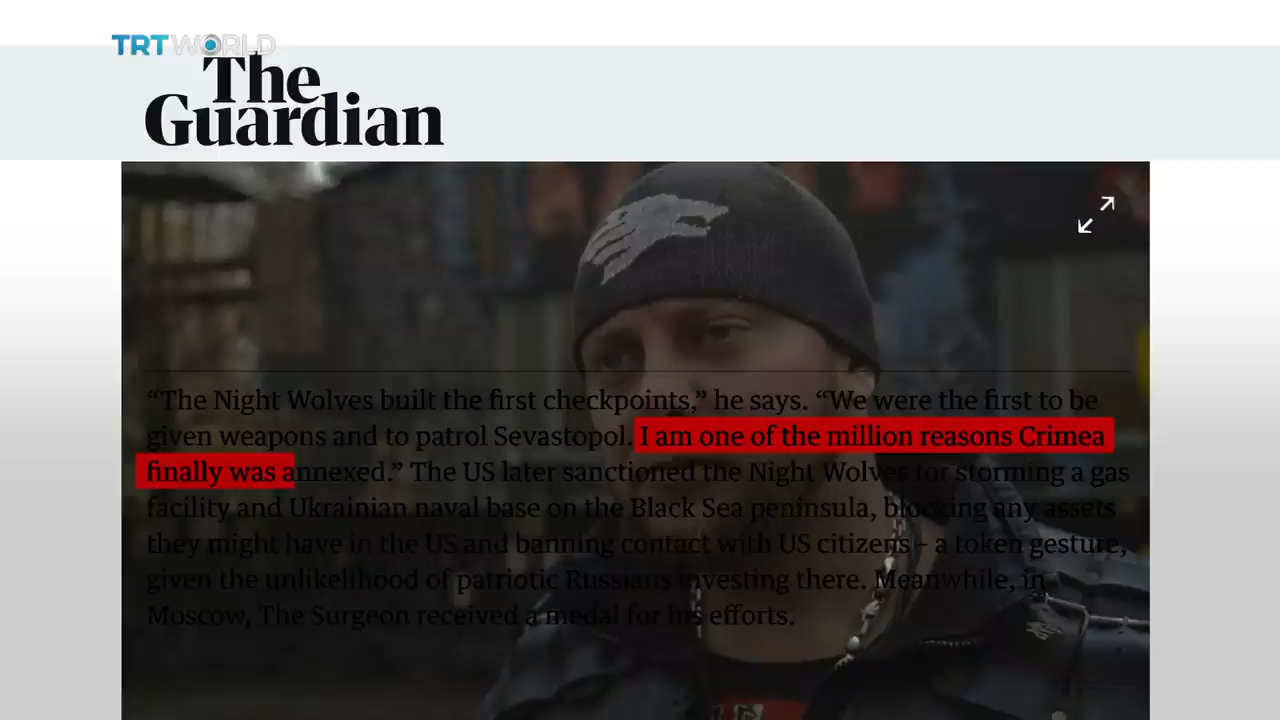 TRT WORLD
The
Guardian
“The Night Wolves built the first checkpoints,” he says. “We were the first to be
given weapons and to patrol Sevastopol. I am one of the million reasons Crimea
finally was annexed.” The US later sanctioned the Night Wolves for storming a gas
facility and Ukrainian naval base on the Black Sea peninsula, blocking any assets
they might have in the US and banning contact with US citizens – a token gesture,
given the unlikelihood of patriotic Russians investing there. Meanwhile, in
Moscow, The Surgeon received a medal for his efforts.